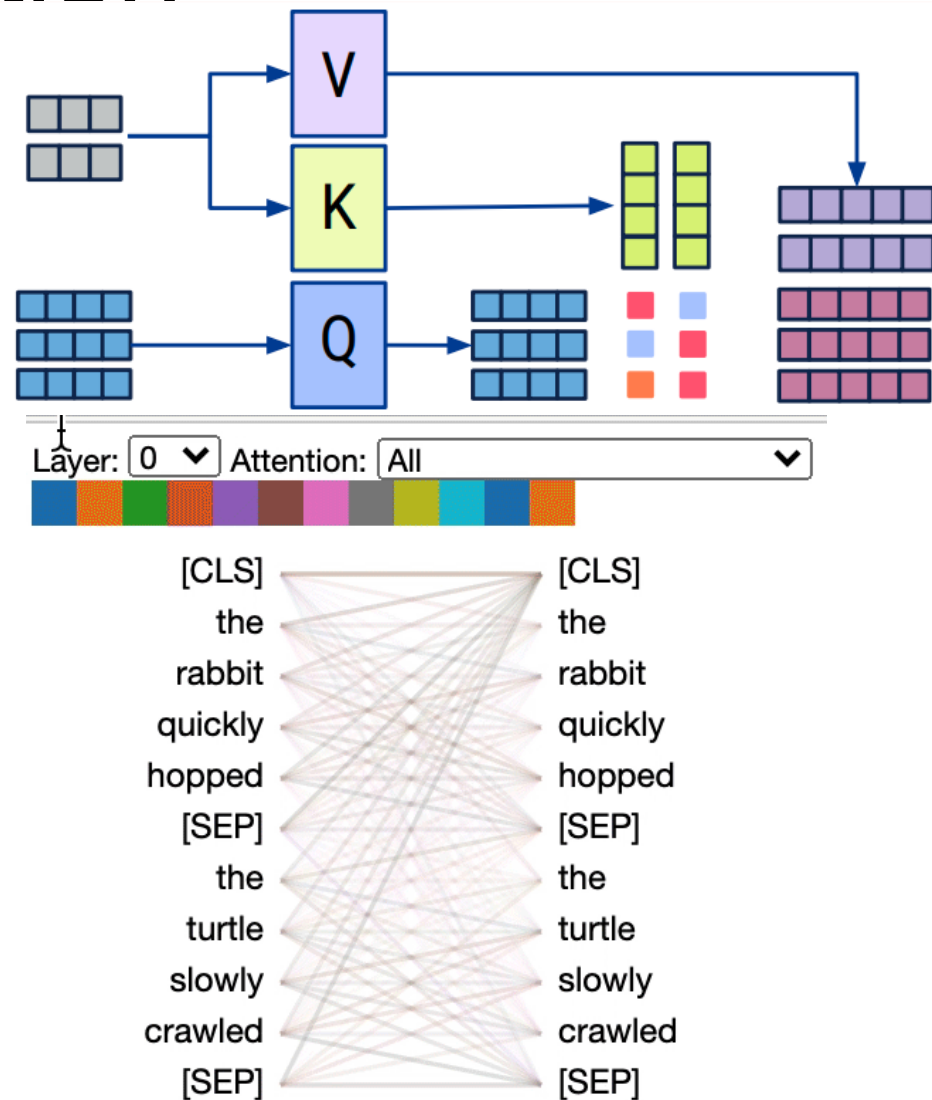 V
K
Q
Layer: 0 Attention: All
[CLS] [CLS]
the the
rabbit rabbit
quickly quickly
hopped hopped
[SEP] [SEP]
the the
turtle turtle
slowly slowly
crawled crawled
[SEP] [SEP]